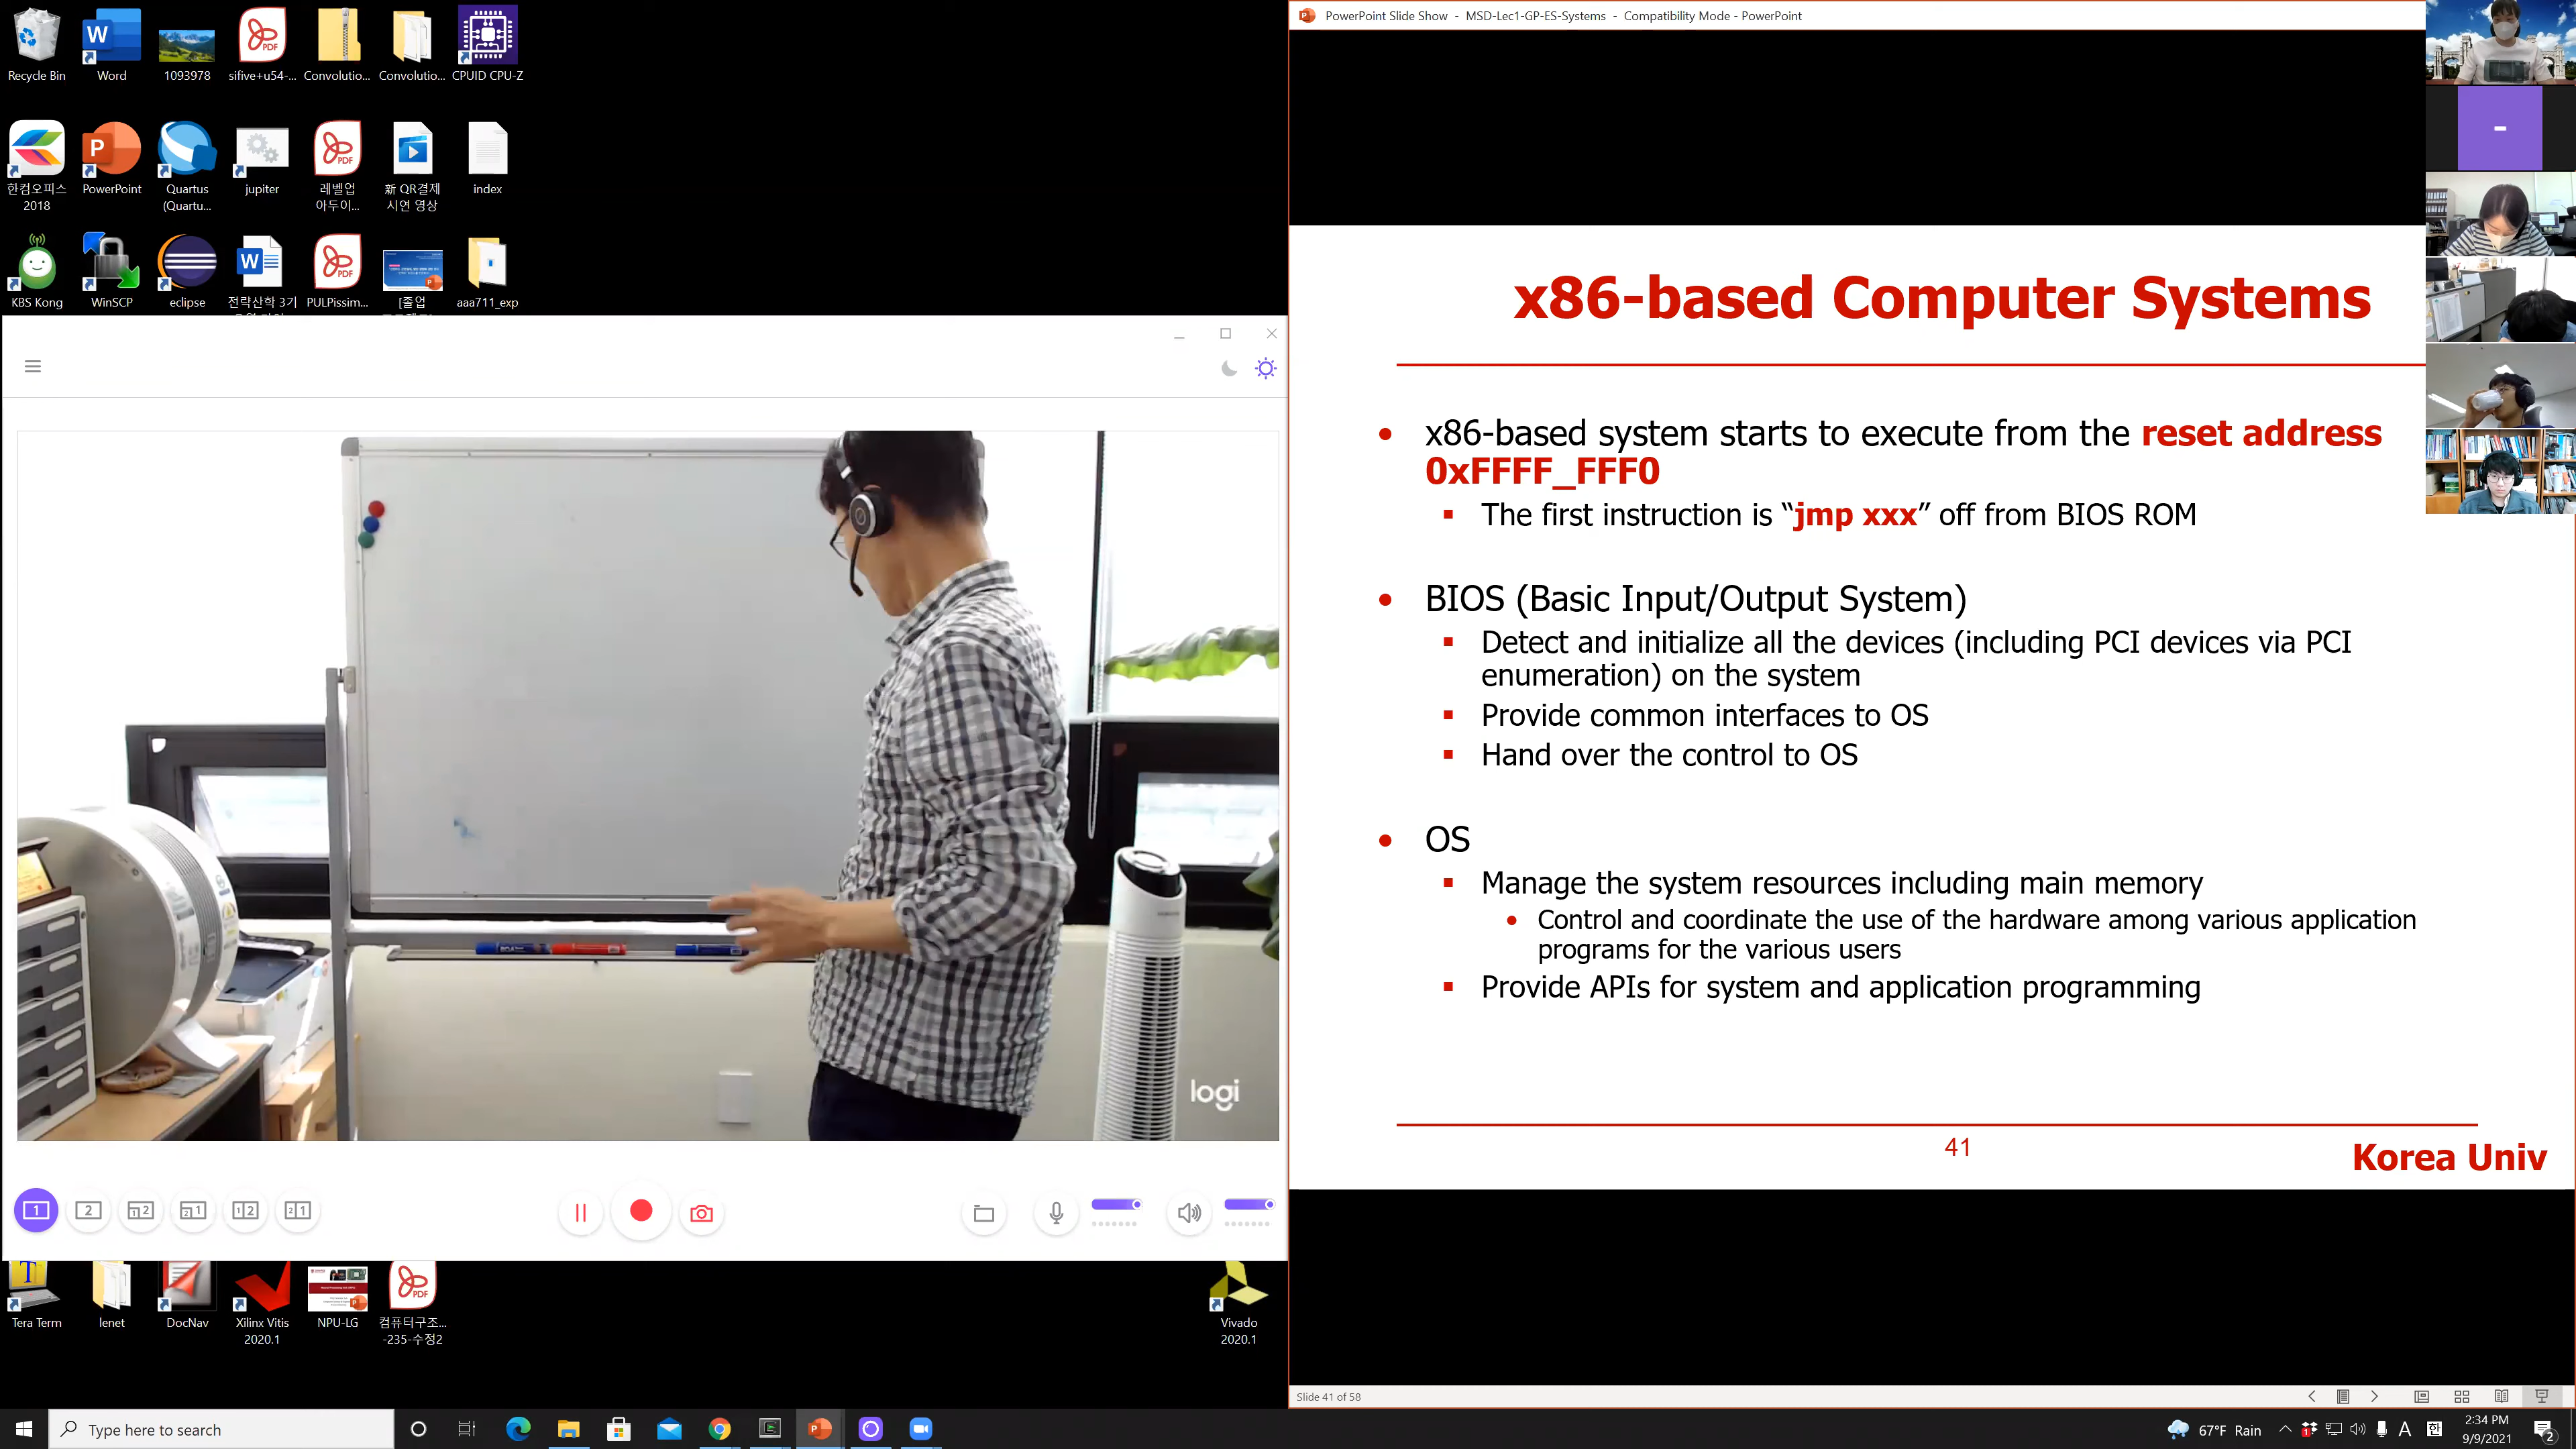 Recycle Bin
Word
1093978
sifive+u54-...
Convolutio...
Convolutio...
CPUID CPU-Z
한컴오피스
2018
PowerPoint
Quartus
(Quartu...
jupiter
레벨업
아두이...
新 QR결제
시연 영상
index
KBS Kong
WinSCP
eclipse
전략산학 3기
PULPissim...
[졸업
aaa711_exp
logi
1
2
Tera Term
lenet
DocNav
Xilinx Vitis
2020.1
NPU-LG
컴퓨터구조...
-235-수정2
Vivado
2020.1
PowerPoint Slide Show - MSD-Lec1-GP-ES-Systems - Compatibility Mode - PowerPoint
x86-based Computer Systems
x86-based system starts to execute from the reset address
0xFFFF_FFF0
The first instruction is “jmp xxx” off from BIOS ROM
BIOS (Basic Input/Output System)
Detect and initialize all the devices (including PCI devices via PCI
enumeration) on the system
Provide common interfaces to OS
Hand over the control to OS
OS
Manage the system resources including main memory
Control and coordinate the use of the hardware among various application
programs for the various users
Provide APIs for system and application programming
41
Korea Univ
Slide 41 of 58
Type here to search
67°F Rain
A
한
2:34 PM
9/9/2021
2